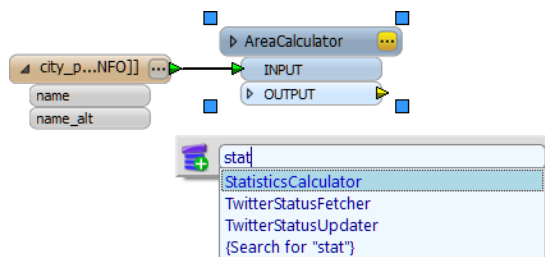 AreaCalculator
city_p...NFO]]
INPUT
name
OUTPUT
name_alt
stat
StatisticsCalculator
TwitterStatusFetcher
TwitterStatusUpdater
{Search for "stat"}